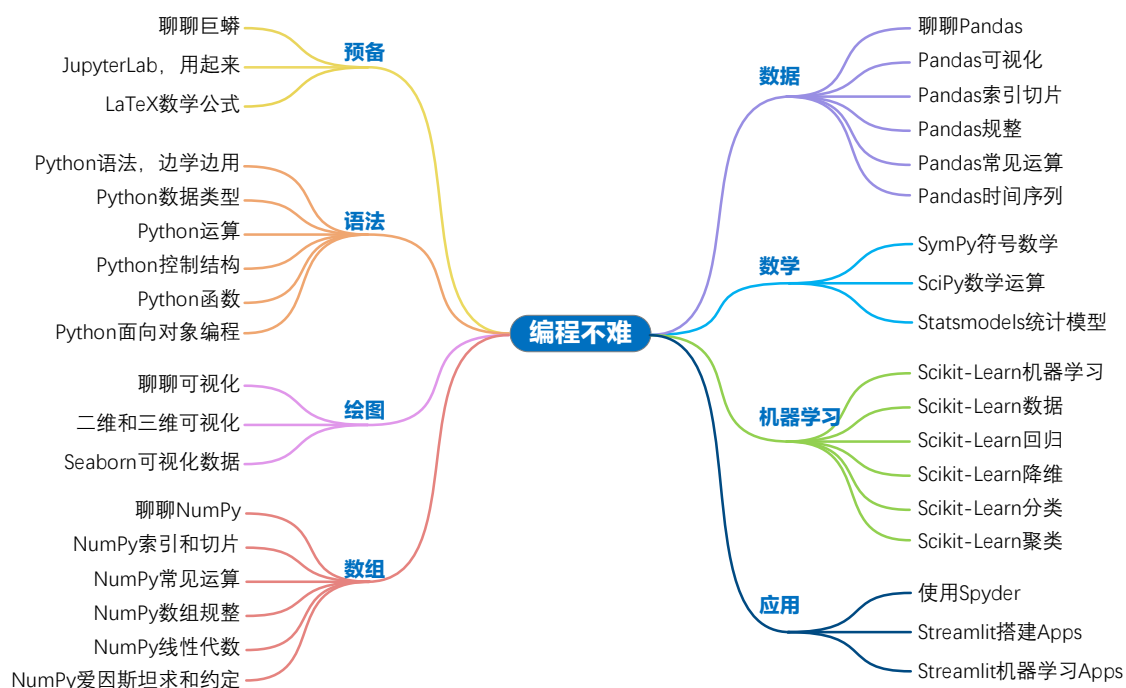 编程不难
预备
聊聊巨蟒
JupyterLab，用起来
LaTeX数学公式
语法
Python语法，边学边用
Python数据类型
Python运算
Python控制结构
Python函数
Python面向对象编程
绘图
聊聊可视化
二维和三维可视化
Seaborn可视化数据
数组
聊聊NumPy
NumPy索引和切片
NumPy常见运算
NumPy数组规整
NumPy线性代数
NumPy爱因斯坦求和约定
数据
聊聊Pandas
Pandas可视化
Pandas索引切片
Pandas规整
Pandas常见运算
Pandas时间序列
数学
SymPy符号数学
SciPy数学运算
Statsmodels统计模型
机器学习
Scikit-Learn机器学习
Scikit-Learn数据
Scikit-Learn回归
Scikit-Learn降维
Scikit-Learn分类
Scikit-Learn聚类
应用
使用Spyder
Streamlit搭建Apps
Streamlit机器学习Apps